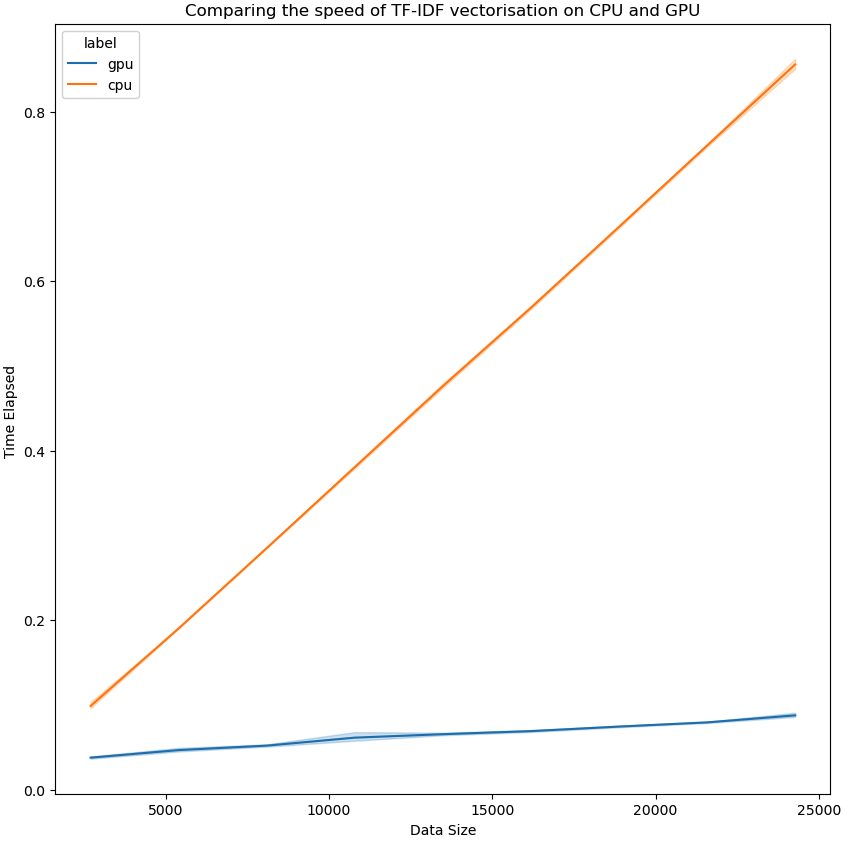 Comparing the speed of TF-IDF vectorisation on CPU and GPU
label
gpu
cpu
0.8
0.6
0.4
0.2
0.0
Time Elapsed
5000 10000 15000 20000 25000
Data Size